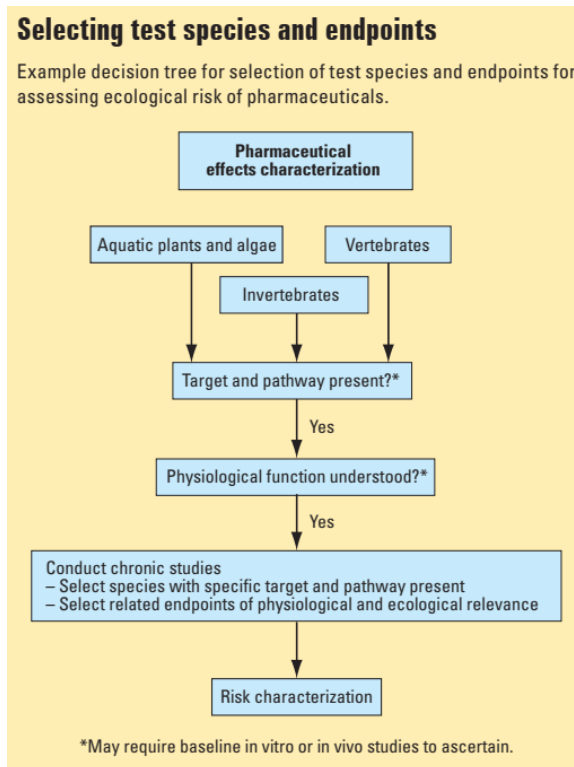 Selecting test species and endpoints
Example decision tree for selection of test species and endpoints for
assessing ecological risk of pharmaceuticals.
Pharmaceutical
effects characterization
Aquatic plants and algae
Vertebrates
Invertebrates
Target and pathway present?*
Yes
Physiological function understood?*
Yes
Conduct chronic studies
– Select species with specific target and pathway present
– Select related endpoints of physiological and ecological relevance
Risk characterization
*May require baseline in vitro or in vivo studies to ascertain.